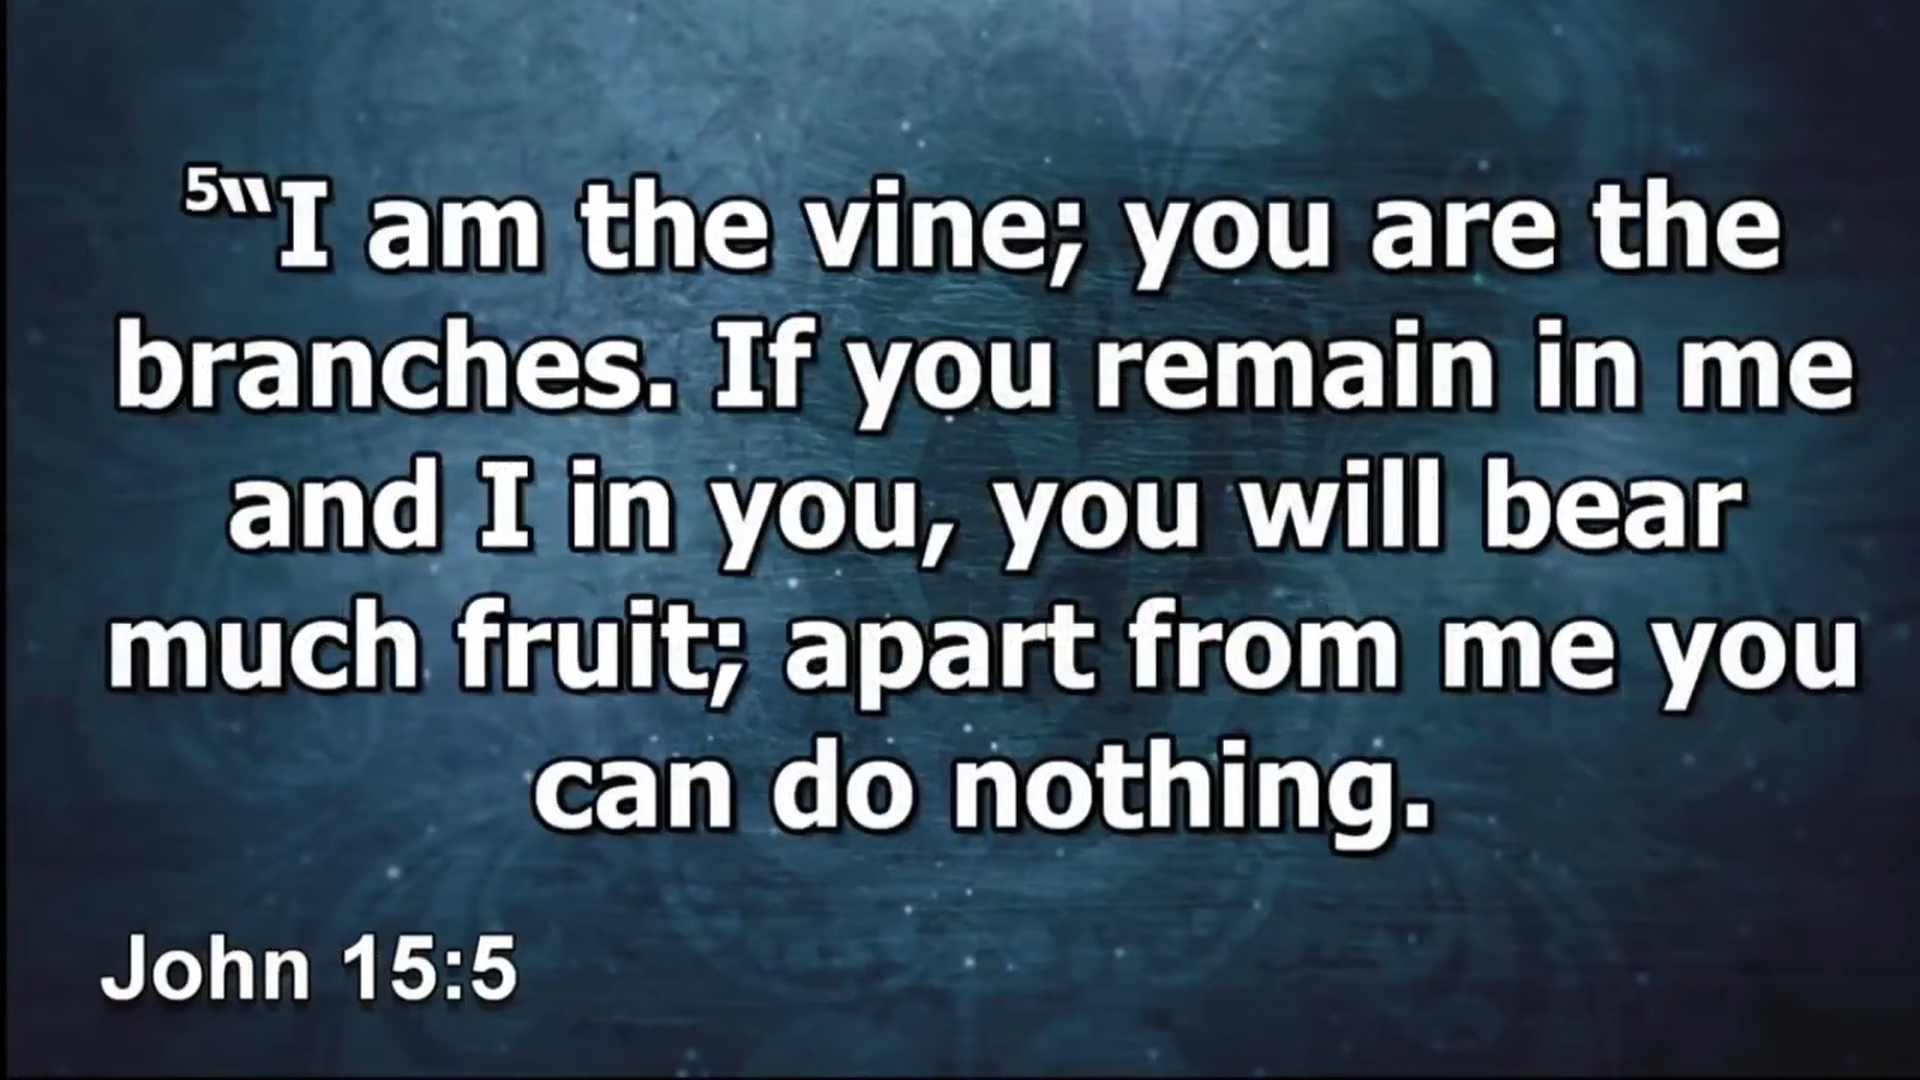 ⁵“I am the vine; you are the
branches. If you remain in me
and I in you, you will bear
much fruit; apart from me you
can do nothing.
John 15:5